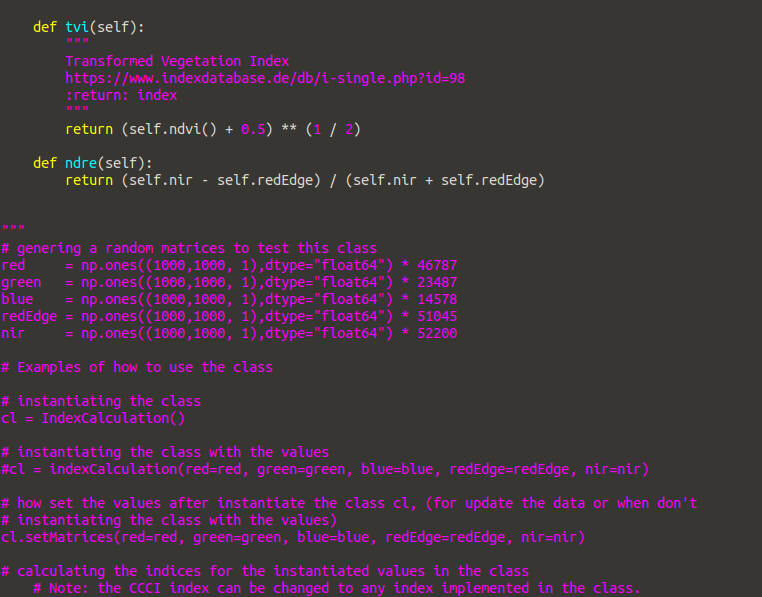 def tvi(self):
"""
Transformed Vegetation Index
https://www.indexdatabase.de/db/i-single.php?id=98
:return: index
"""
return (self.ndvi() + 0.5) ** (1 / 2)
def ndre(self):
return (self.nir - self.redEdge) / (self.nir + self.redEdge)
"""
# genering a random matrices to test this class
red     = np.ones((1000,1000, 1),dtype="float64") * 46787
green   = np.ones((1000,1000, 1),dtype="float64") * 23487
blue    = np.ones((1000,1000, 1),dtype="float64") * 14578
redEdge = np.ones((1000,1000, 1),dtype="float64") * 51045
nir     = np.ones((1000,1000, 1),dtype="float64") * 52200
# Examples of how to use the class
# instantiating the class
cl = IndexCalculation()
# instantiating the class with the values
#cl = indexCalculation(red=red, green=green, blue=blue, redEdge=redEdge, nir=nir)
# how set the values after instantiate the class cl, (for update the data or when don't
# instantiating the class with the values)
cl.setMatrices(red=red, green=green, blue=blue, redEdge=redEdge, nir=nir)
# calculating the indices for the instantiated values in the class
# Note: the CCCI index can be changed to any index implemented in the class.